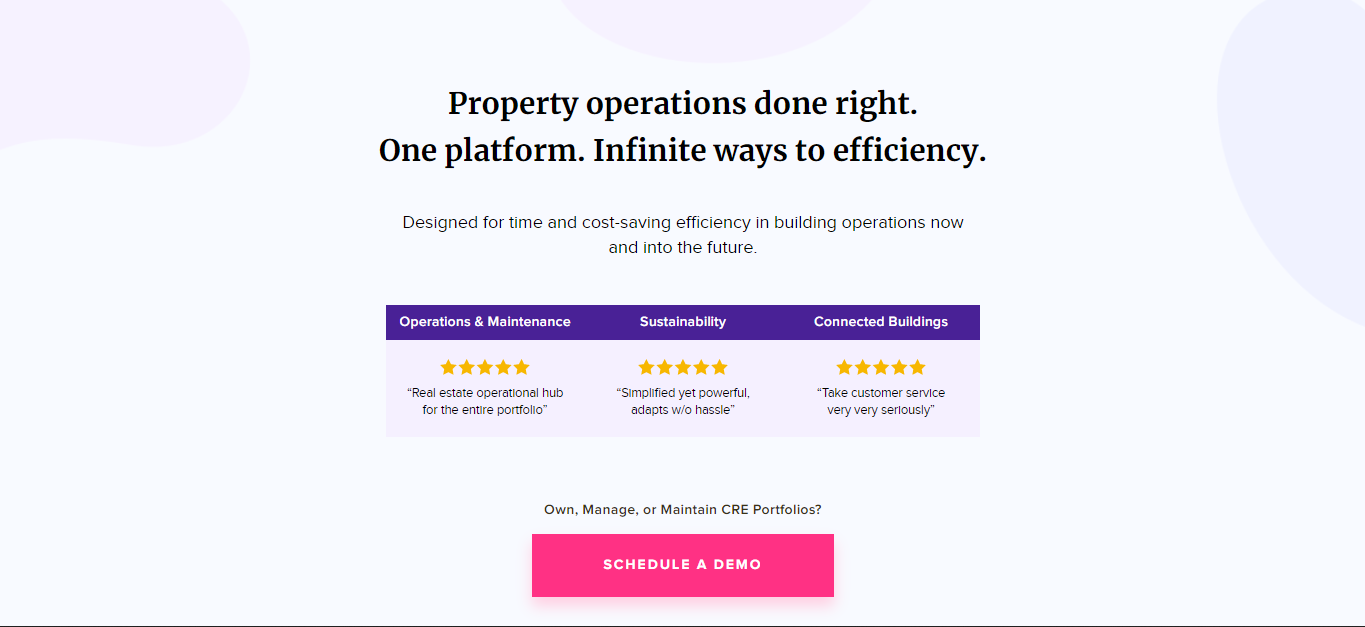 Property operations done right.
One platform. Infinite ways to efficiency.
Designed for time and cost-saving efficiency in building operations now
and into the future.
Operations & Maintenance
Sustainability
Connected Buildings
“Real estate operational hub
for the entire portfolio”
“Simplified yet powerful,
adapts w/o hassle”
“Take customer service
very very seriously”
Own, Manage, or Maintain CRE Portfolios?
SCHEDULE A DEMO